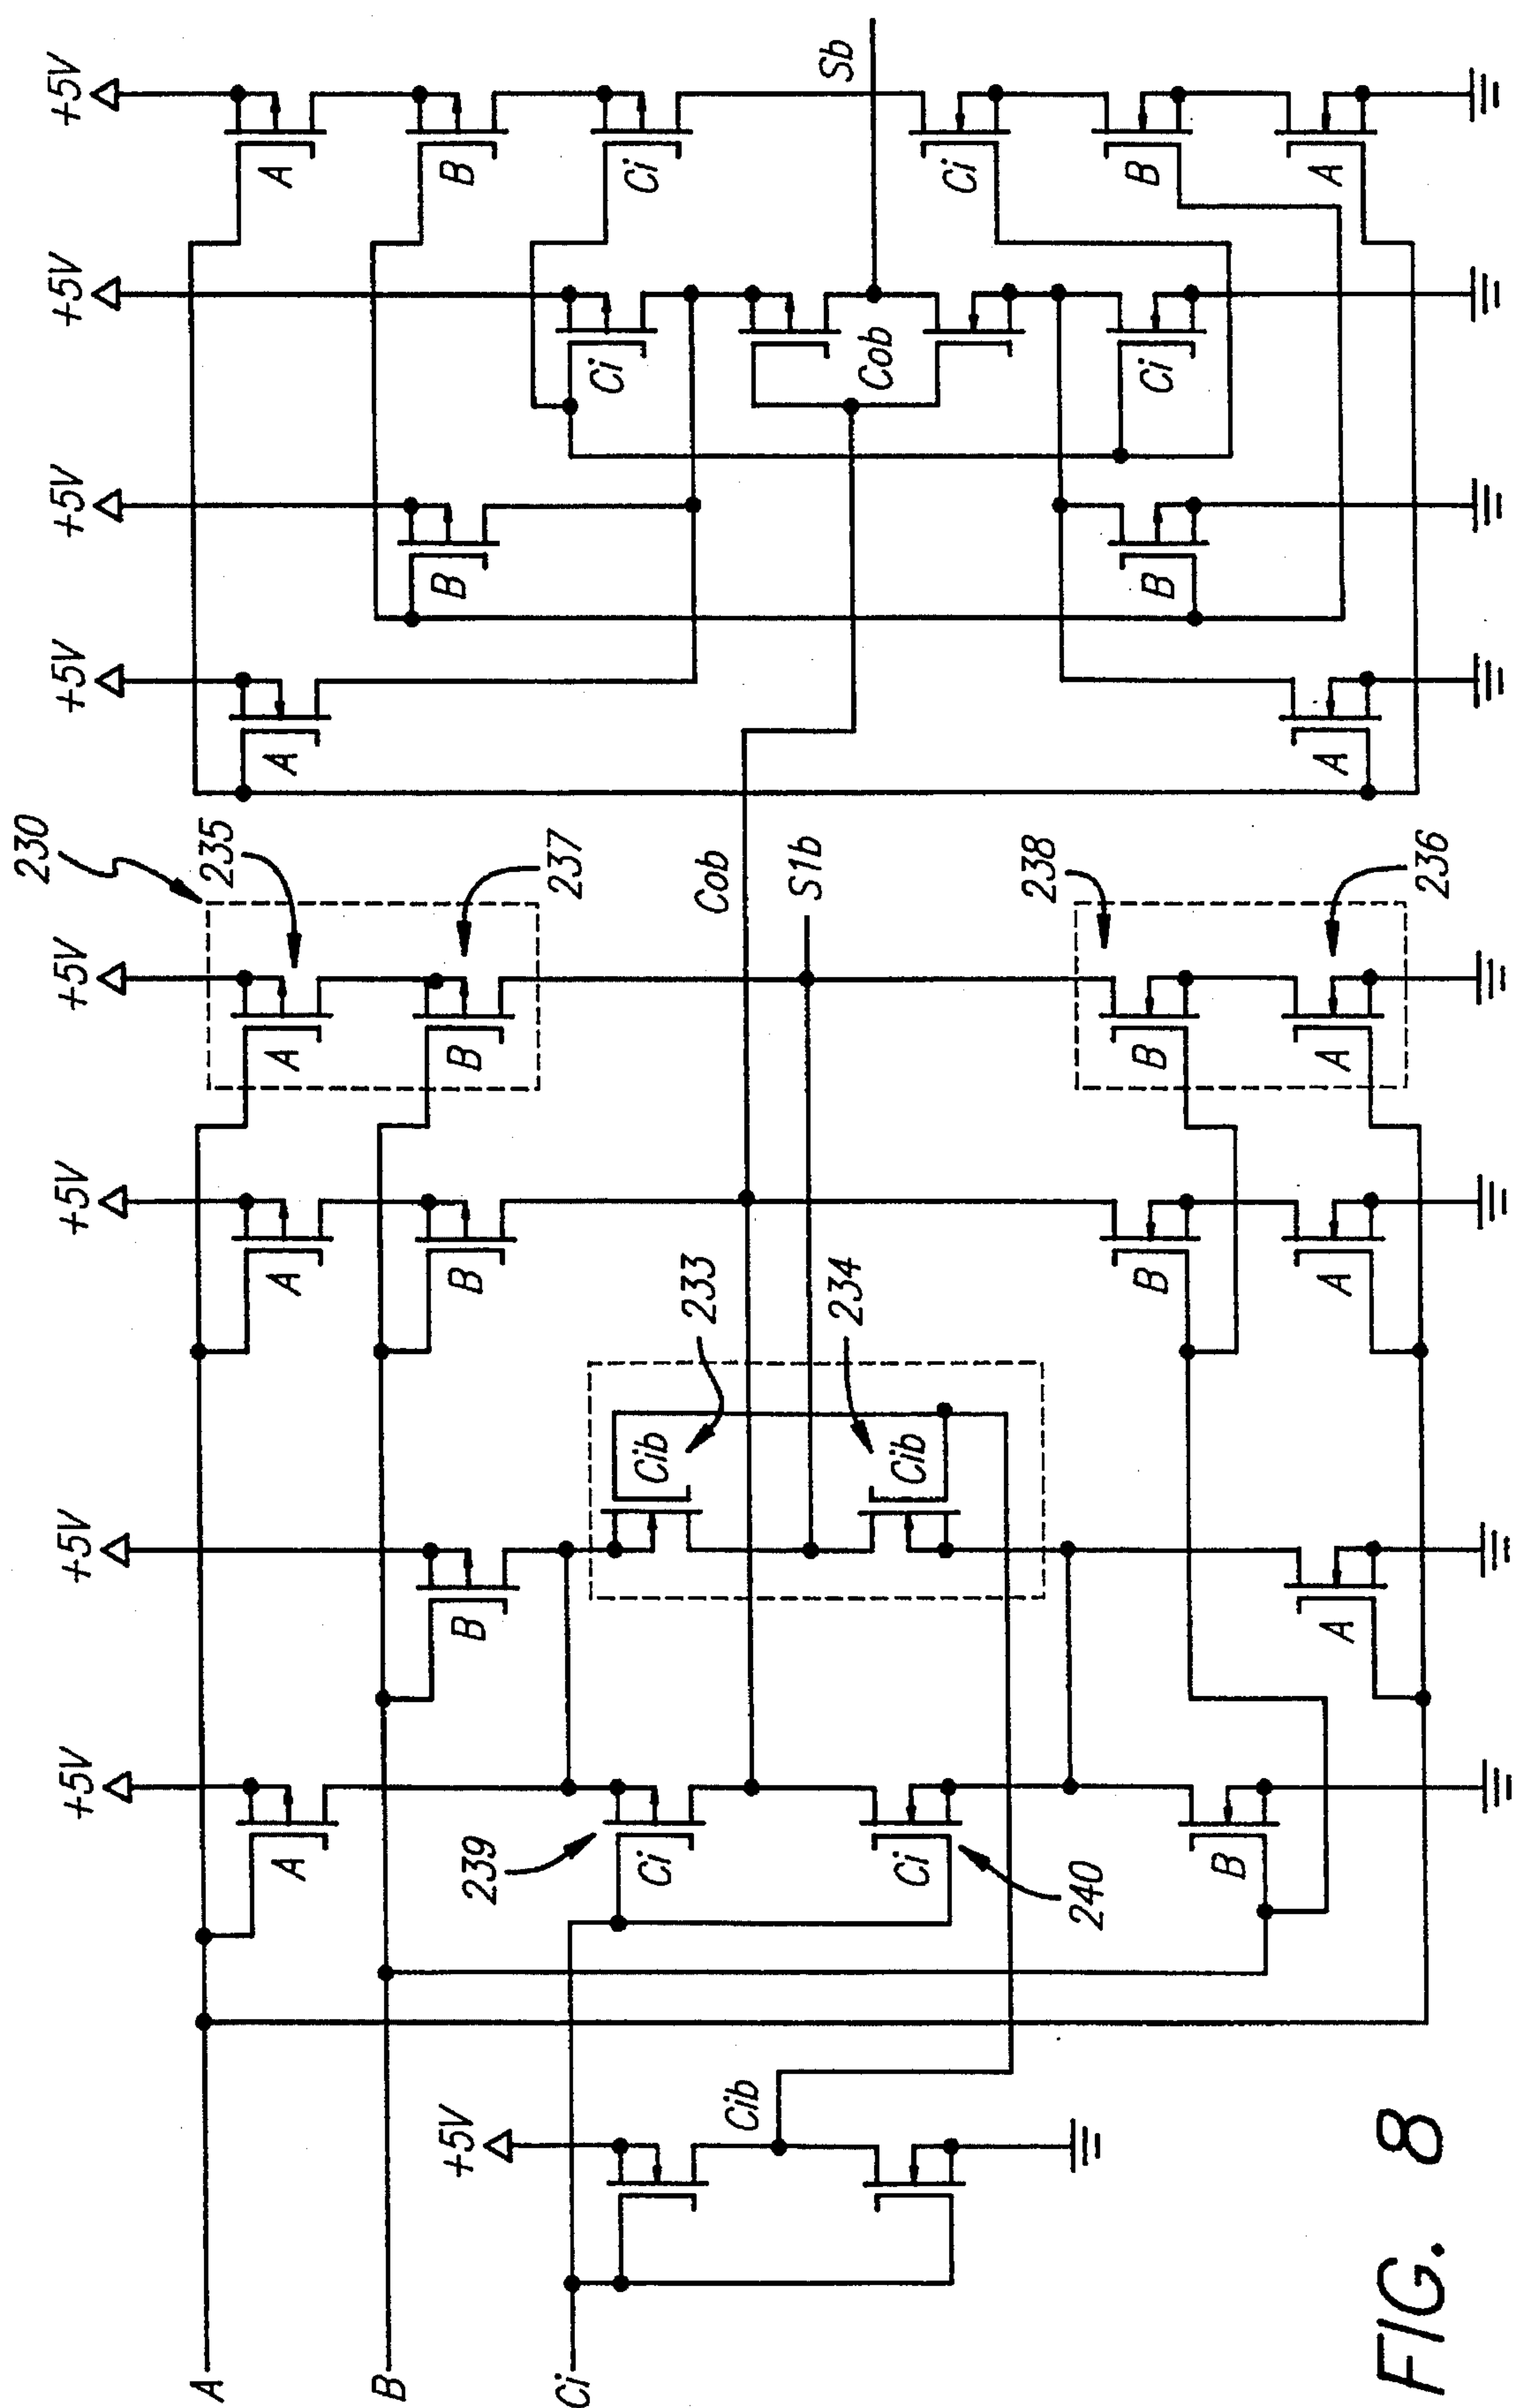 +5V
+5V
+5V
+5V
A
B
Ci
Sb
Ci
B
A
Ci
Cob
Ci
B
B
A
A
230
235
237
Cob
S1b
238
236
+5V
A
B
B
A
+5V
A
B
B
A
233
234
+5V
Cib
Cib
B
A
+5V
A
239
Ci
Ci
240
B
+5V
Cib
A
B
Ci
FIG. 8